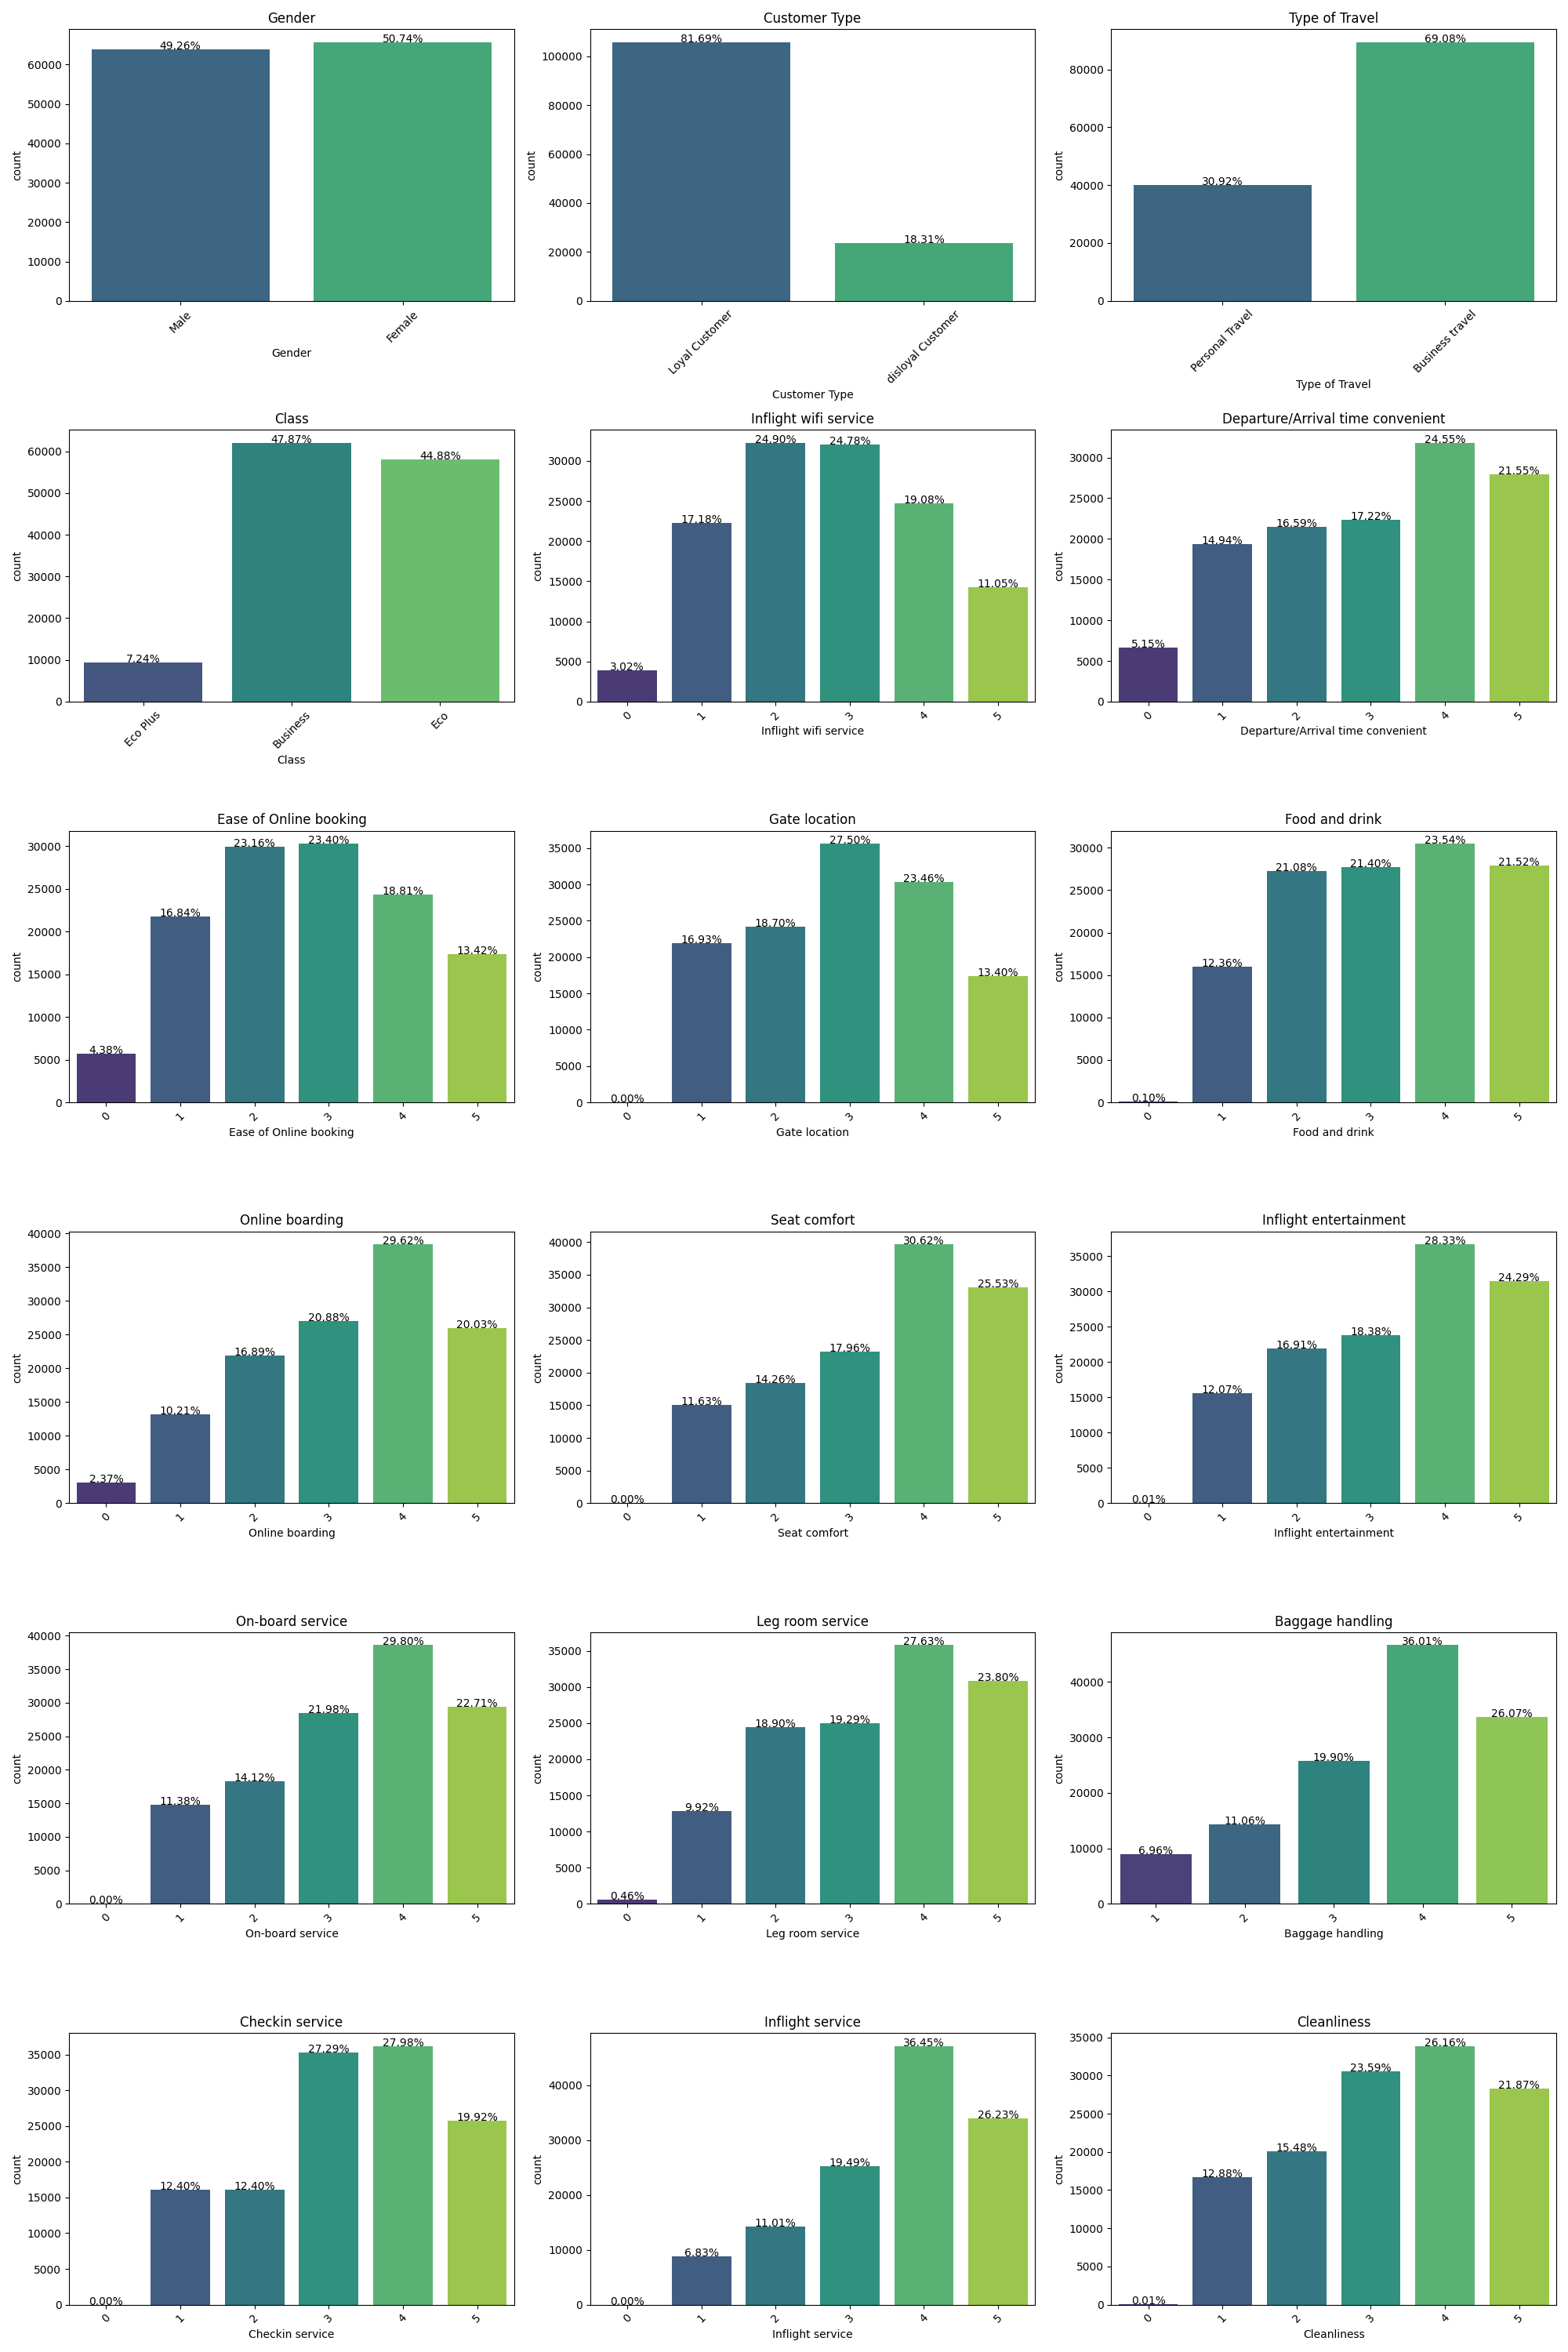 Gender
Customer Type
Type of Travel
49.26%
50.74%
81.69%
18.31%
30.92%
69.08%
60000
50000
40000
30000
20000
10000
0
count
Male
Female
Gender
100000
80000
60000
40000
20000
0
count
Loyal Customer
disloyal Customer
Customer Type
80000
60000
40000
20000
0
count
Personal Travel
Business travel
Type of Travel
Class
7.24%
47.87%
44.88%
60000
50000
40000
30000
20000
10000
0
count
Eco Plus
Business
Eco
Class
Inflight wifi service
3.02%
17.18%
24.90%
24.78%
19.08%
11.05%
30000
25000
20000
15000
10000
5000
0
count
0 1 2 3 4 5
Inflight wifi service
Departure/Arrival time convenient
5.15%
14.94%
16.59%
17.22%
24.55%
21.55%
30000
25000
20000
15000
10000
5000
0
count
0 1 2 3 4 5
Departure/Arrival time convenient
Ease of Online booking
4.38%
16.84%
23.16%
23.40%
18.81%
13.42%
30000
25000
20000
15000
10000
5000
0
count
0 1 2 3 4 5
Ease of Online booking
Gate location
0.00%
16.93%
18.70%
27.50%
23.46%
13.40%
35000
30000
25000
20000
15000
10000
5000
0
count
0 1 2 3 4 5
Gate location
Food and drink
0.10%
12.36%
21.08%
21.40%
23.54%
21.52%
30000
25000
20000
15000
10000
5000
0
count
0 1 2 3 4 5
Food and drink
Online boarding
2.37%
10.21%
16.89%
20.88%
29.62%
20.03%
40000
35000
30000
25000
20000
15000
10000
5000
0
count
0 1 2 3 4 5
Online boarding
Seat comfort
0.00%
11.63%
14.26%
17.96%
30.62%
25.53%
40000
35000
30000
25000
20000
15000
10000
5000
0
count
0 1 2 3 4 5
Seat comfort
Inflight entertainment
0.01%
12.07%
16.91%
18.38%
28.33%
24.29%
35000
30000
25000
20000
15000
10000
5000
0
count
0 1 2 3 4 5
Inflight entertainment
On-board service
0.00%
11.38%
14.12%
21.98%
29.80%
22.71%
40000
35000
30000
25000
20000
15000
10000
5000
0
count
0 1 2 3 4 5
On-board service
Leg room service
0.46%
9.92%
18.90%
19.29%
27.63%
23.80%
35000
30000
25000
20000
15000
10000
5000
0
count
0 1 2 3 4 5
Leg room service
Baggage handling
6.96%
11.06%
19.90%
36.01%
26.07%
40000
30000
20000
10000
0
count
1 2 3 4 5
Baggage handling
Checkin service
0.00%
12.40%
12.40%
27.29%
27.98%
19.92%
35000
30000
25000
20000
15000
10000
5000
0
count
0 1 2 3 4 5
Checkin service
Inflight service
0.00%
6.83%
11.01%
19.49%
36.45%
26.23%
40000
30000
20000
10000
0
count
0 1 2 3 4 5
Inflight service
Cleanliness
0.01%
12.88%
15.48%
23.59%
26.16%
21.87%
35000
30000
25000
20000
15000
10000
5000
0
count
0 1 2 3 4 5
Cleanliness